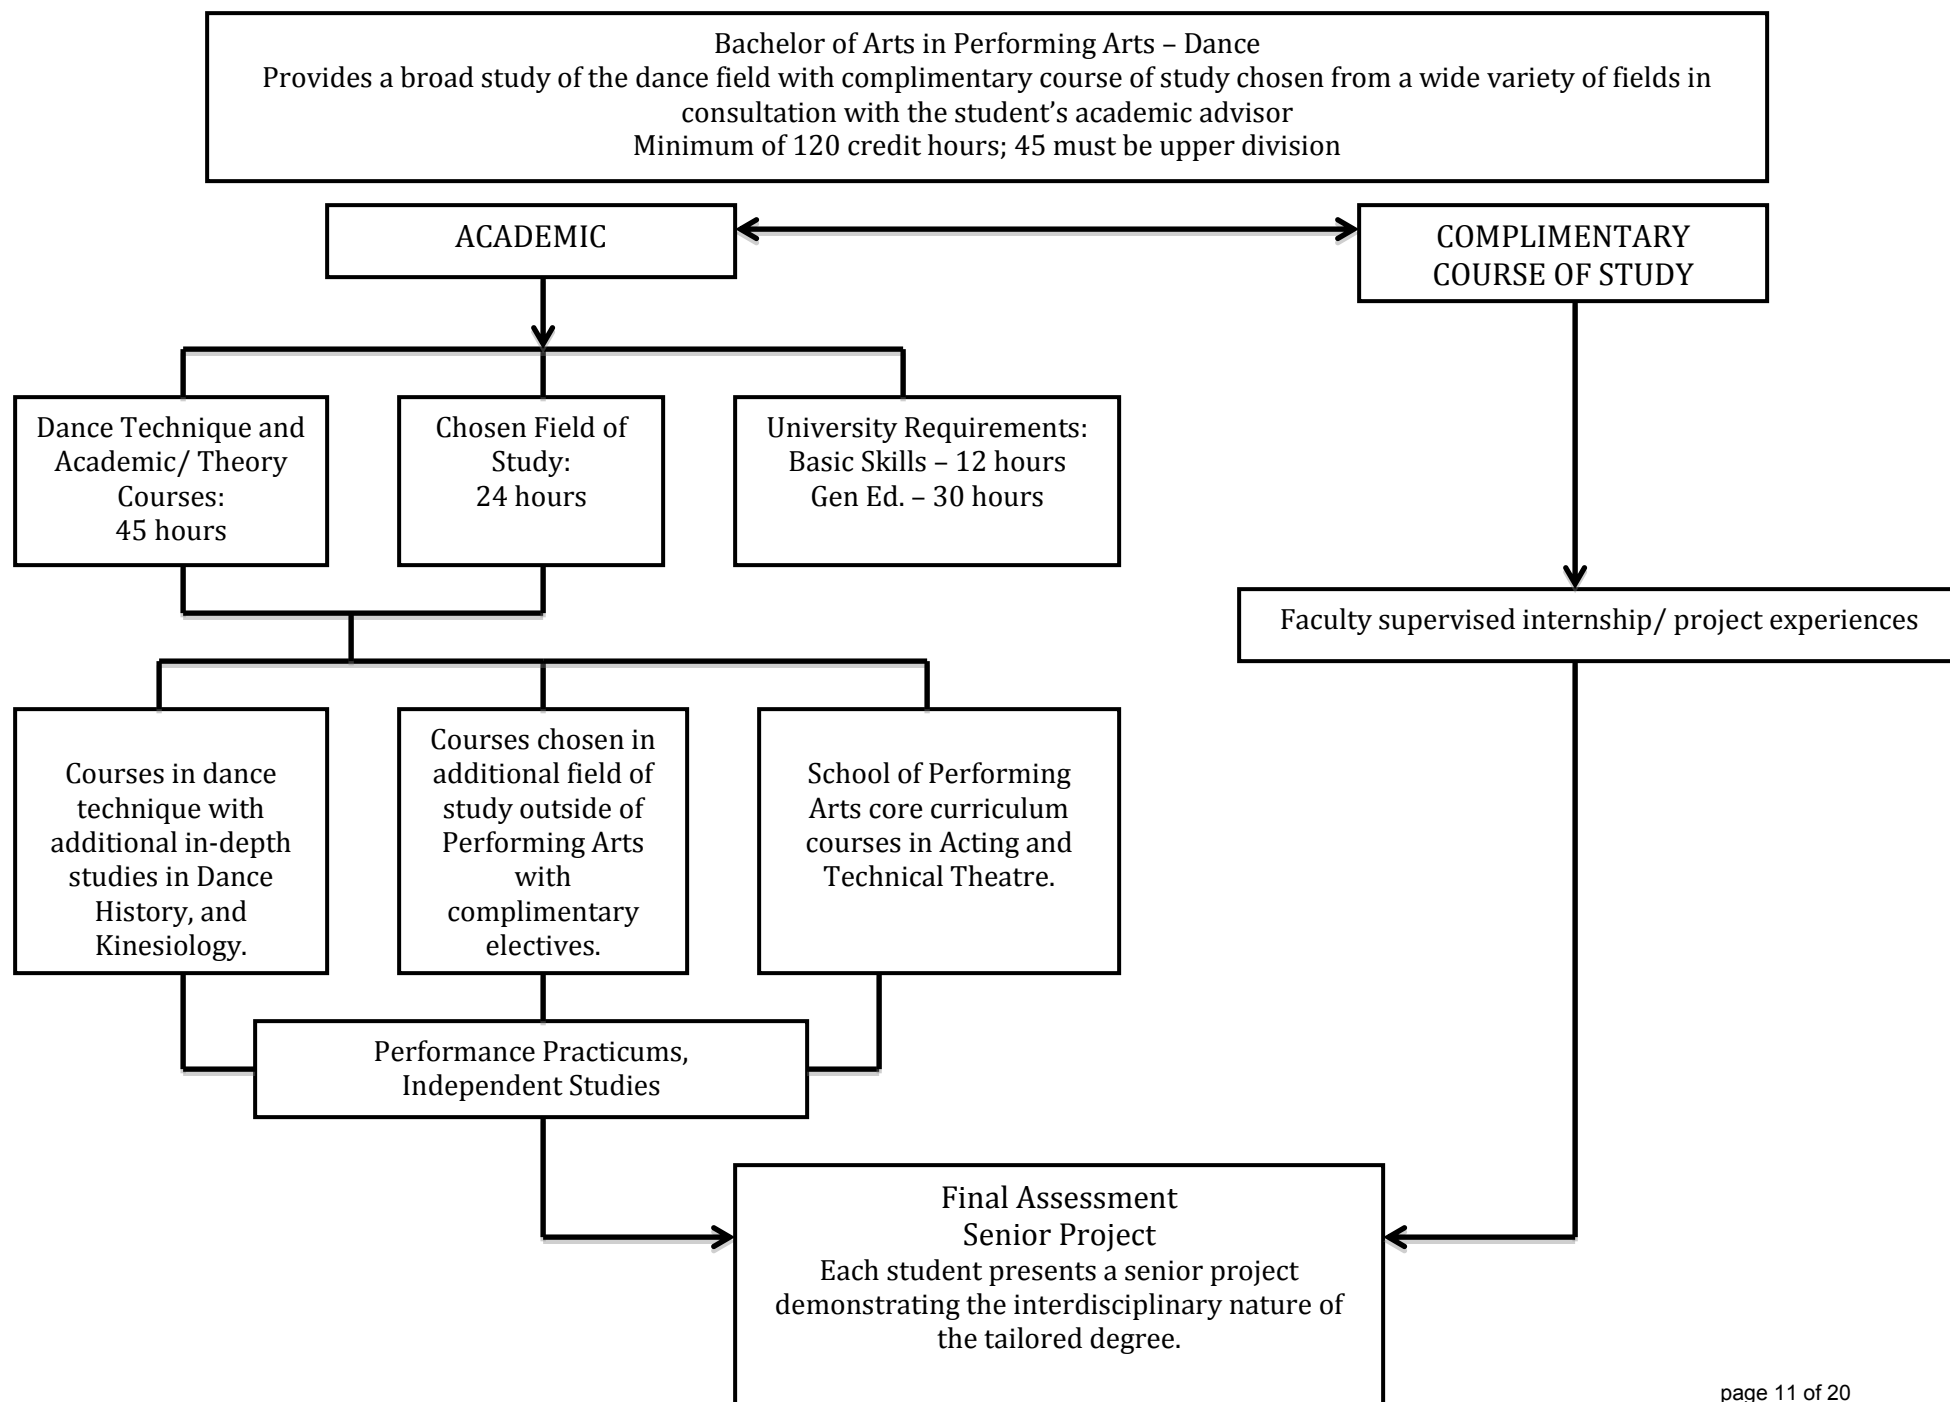 Bachelor of Arts in Performing Arts – Dance
Provides a broad study of the dance field with complimentary course of study chosen from a wide variety of fields in
consultation with the student’s academic advisor
Minimum of 120 credit hours; 45 must be upper division
ACADEMIC
COMPLIMENTARY
COURSE OF STUDY
Dance Technique and
Academic/ Theory
Courses:
45 hours
Chosen Field of
Study:
24 hours
University Requirements:
Basic Skills – 12 hours
Gen Ed. – 30 hours
Faculty supervised internship/ project experiences
Courses in dance
technique with
additional in-depth
studies in Dance
History, and
Kinesiology.
Courses chosen in
additional field of
study outside of
Performing Arts
with
complimentary
electives.
School of Performing
Arts core curriculum
courses in Acting and
Technical Theatre.
Performance Practicums,
Independent Studies
Final Assessment
Senior Project
Each student presents a senior project
demonstrating the interdisciplinary nature of
the tailored degree.
page 11 of 20